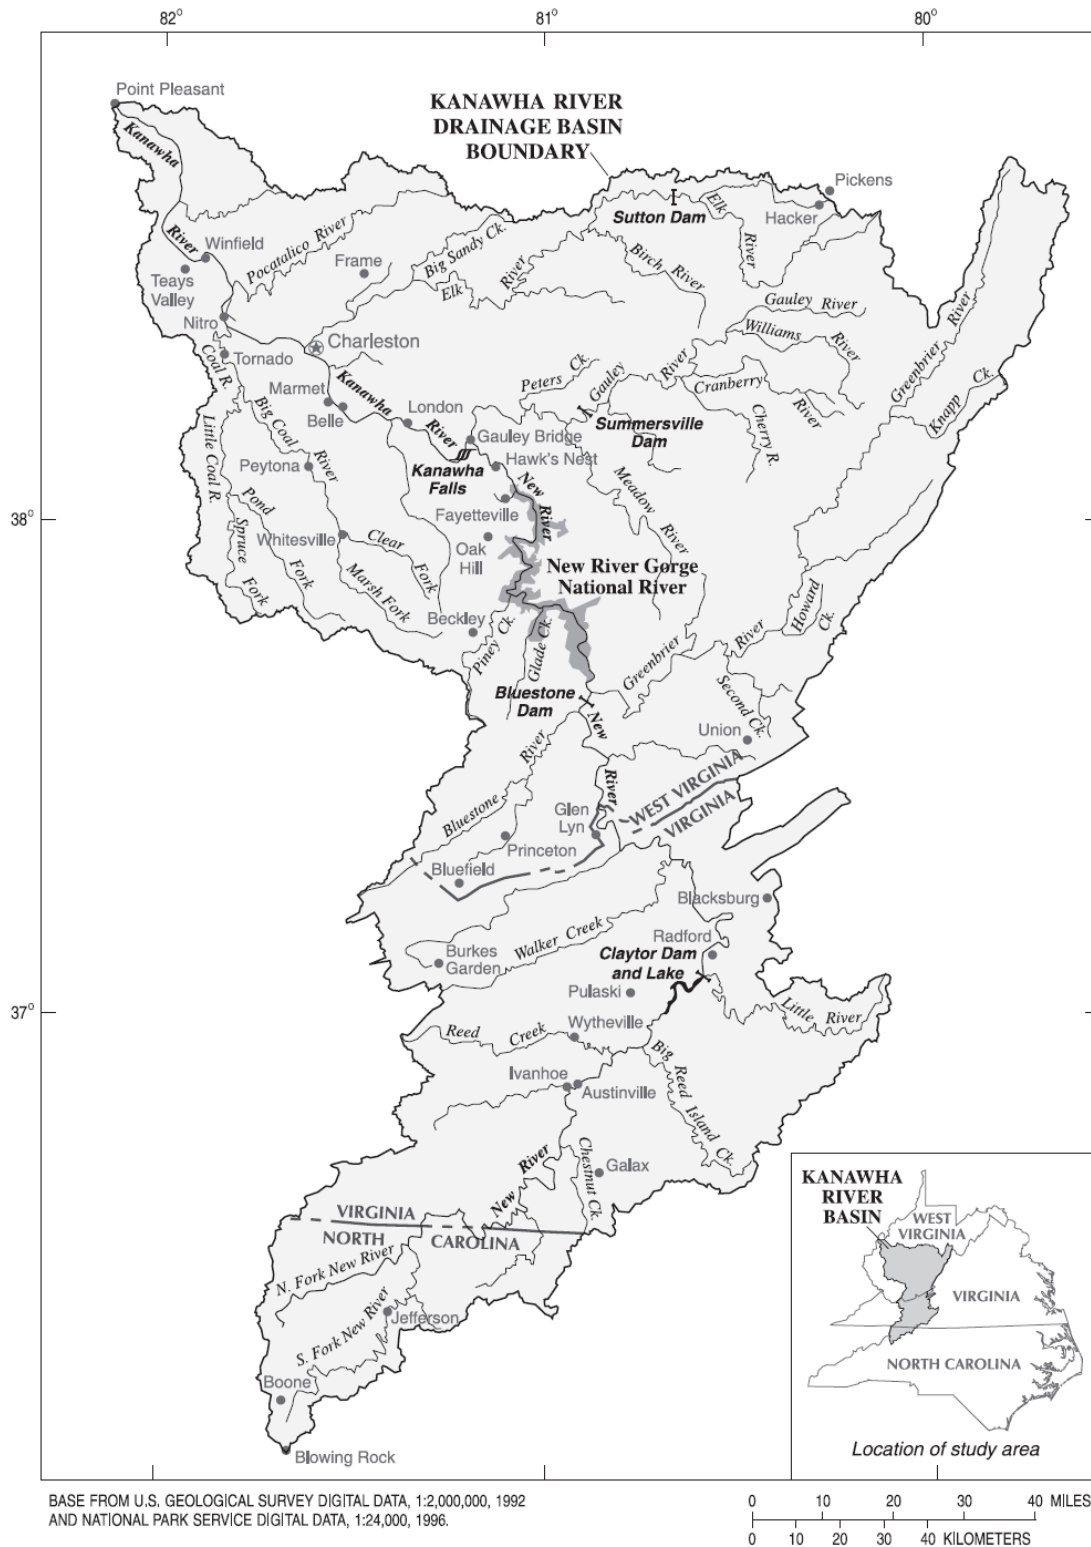 82°
81°
80°
Point Pleasant
KANAWHA RIVER
DRAINAGE BASIN
BOUNDARY
Kanawha
River
Pickens
Hacker
Sutton Dam
Elk
River
Winfield
Pocatalico River
Big Sandy Ck.
Frame
Teays
Valley
Elk
River
Birch River
Nitro
Gauley River
Williams
River
Greenbrier River
Charleston
Tornado
Coal R.
Marmet
Belle
Kanawha
River
London
Peters Ck.
Gauley
River
Cranberry
River
Knapp Ck.
Cherry R.
Summersville
Dam
Gauley Bridge
Big Coal
River
Little Coal R.
Peytona
Kanawha
Falls
Hawk's Nest
New
River
Meadow
River
38°
Fayetteville
Pond
Fork
Spruce
Fork
Whitesville
Clear
Fork
Marsh Fork
Oak
Hill
New River Gorge
National River
Howard
Ck.
Beckley
Piney Ck.
Glade Ck.
Greenbrier
River
Second Ck.
Bluestone
Dam
New
River
Union
Bluestone
River
WEST VIRGINIA
VIRGINIA
Glen
Lyn
Princeton
Bluefield
Blacksburg
Burkes
Garden
Walker Creek
Radford
Claytor Dam
and Lake
Pulaski
Little River
37°
Reed Creek
Wytheville
Big Reed Island Ck.
Ivanhoe
Austinville
New River
Chestnut Ck.
Galax
VIRGINIA
NORTH CAROLINA
N. Fork New River
S. Fork New River
Jefferson
Boone
Blowing Rock
KANAWHA
RIVER
BASIN
WEST
VIRGINIA
VIRGINIA
NORTH CAROLINA
Location of study area
BASE FROM U.S. GEOLOGICAL SURVEY DIGITAL DATA, 1:2,000,000, 1992
AND NATIONAL PARK SERVICE DIGITAL DATA, 1:24,000, 1996.
0 10 20 30 40 MILES
0 10 20 30 40 KILOMETERS